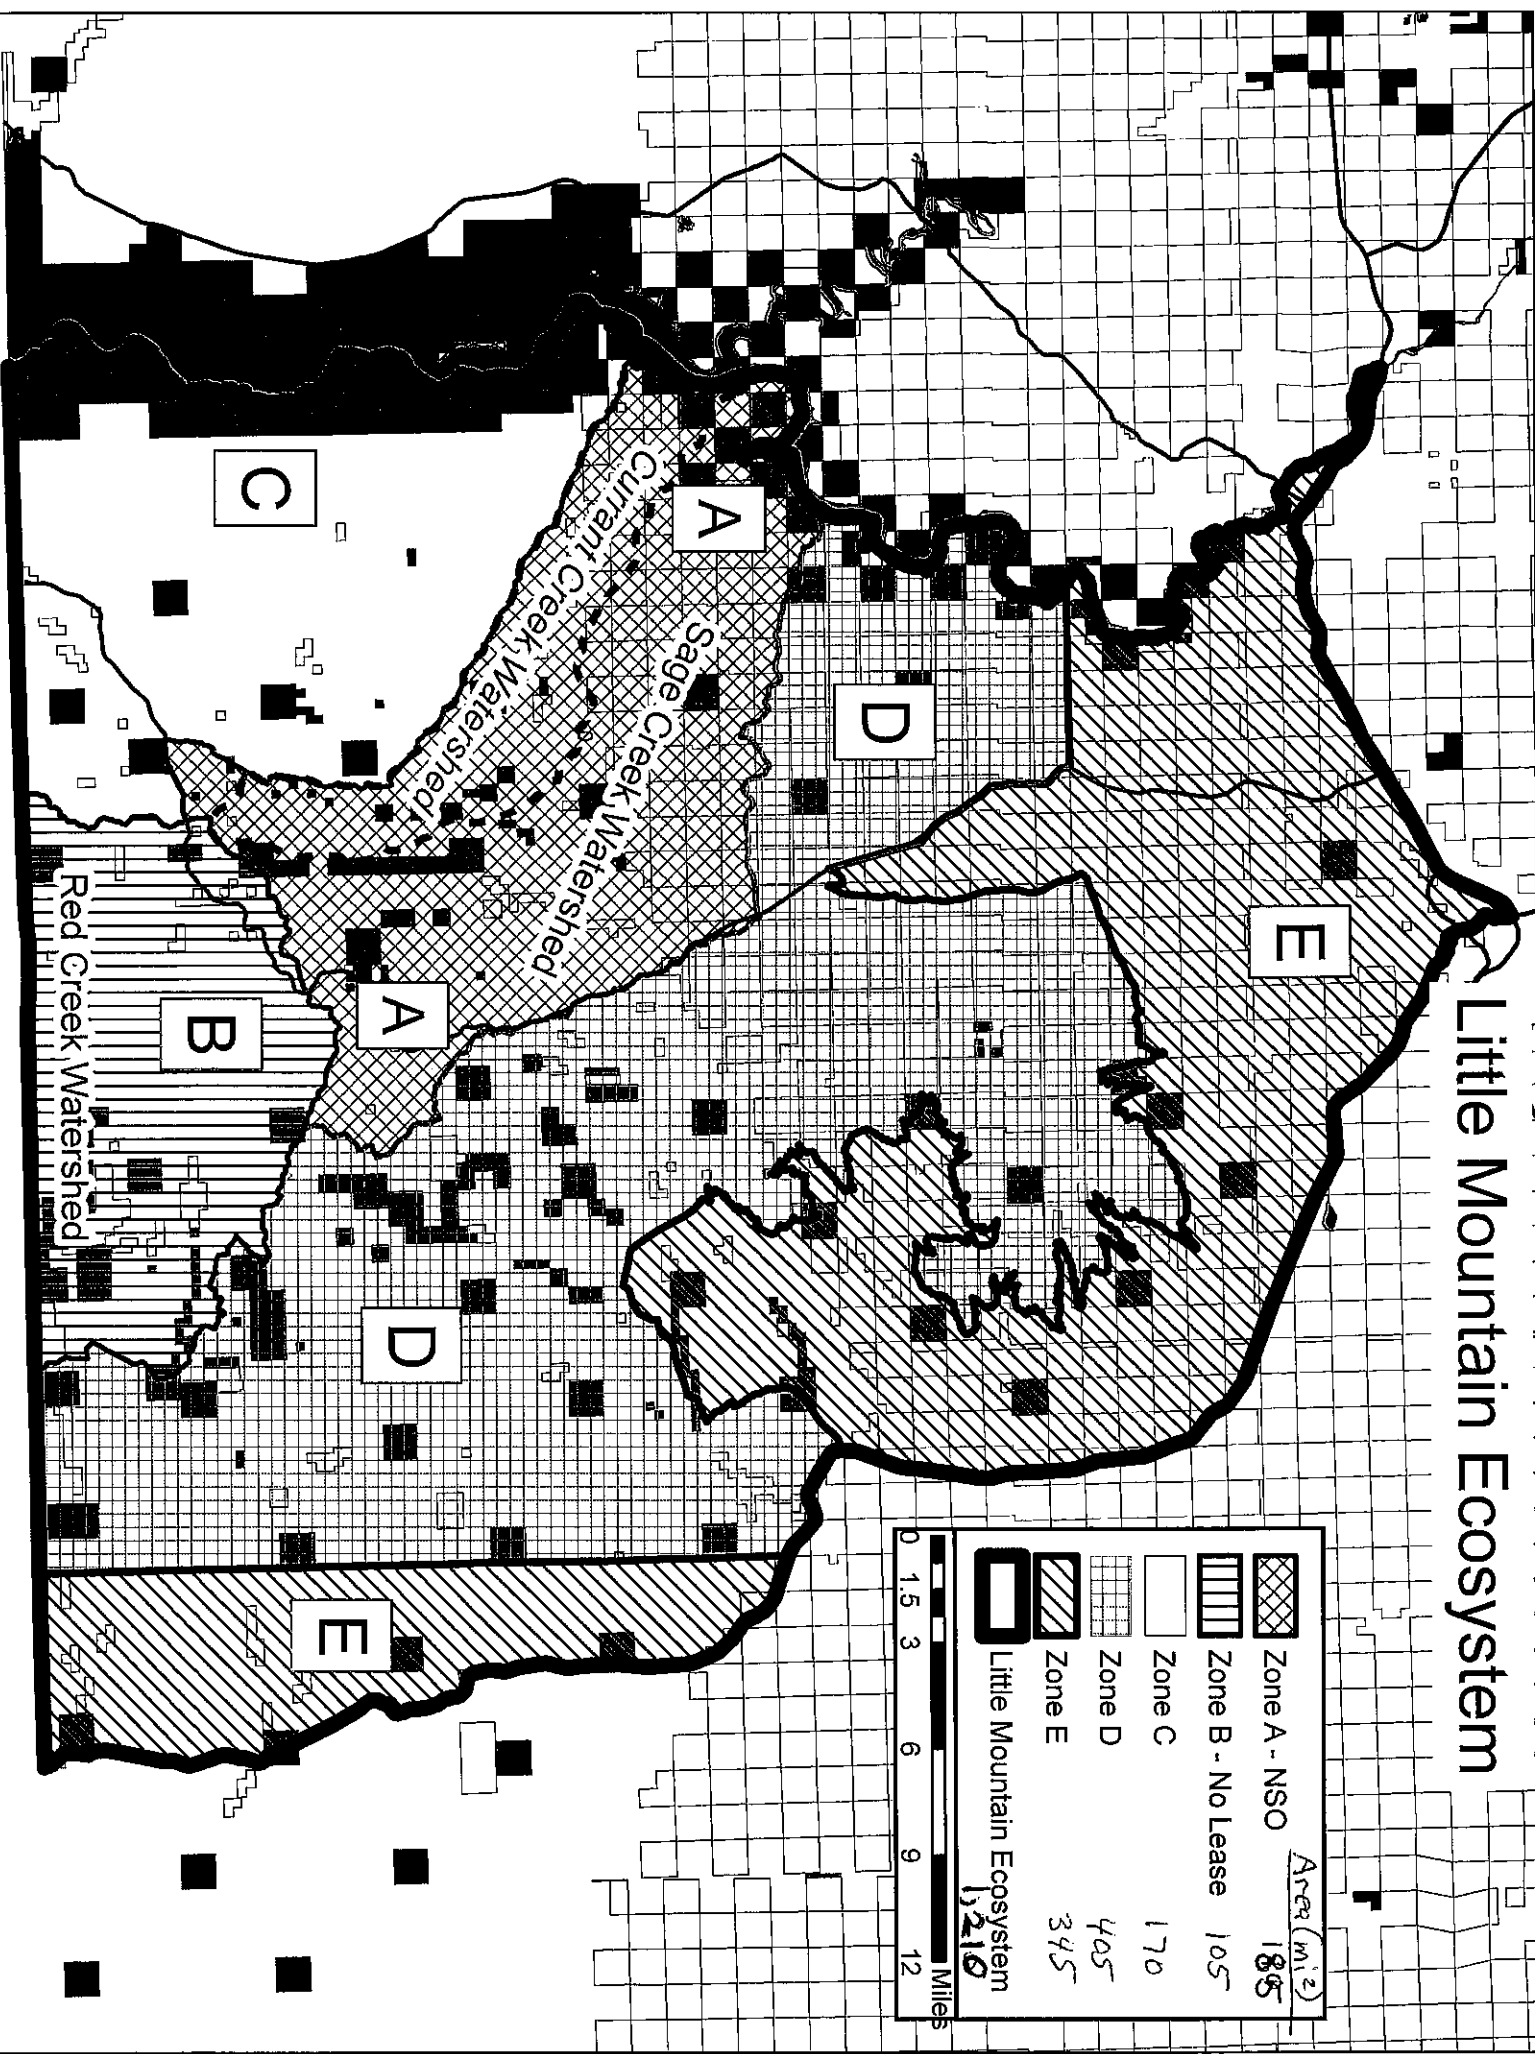 Little Mountain Ecosystem
Area (mi²)
Zone A - NSO 185
Zone B - No Lease 105
Zone C 170
Zone D 405
Zone E 345
Little Mountain Ecosystem
1,210
0 1.5 3 6 9 12 Miles
E
D
A
Sage Creek Watershed
Currant Creek Watershed
C
A
D
B
E
Red Creek Watershed